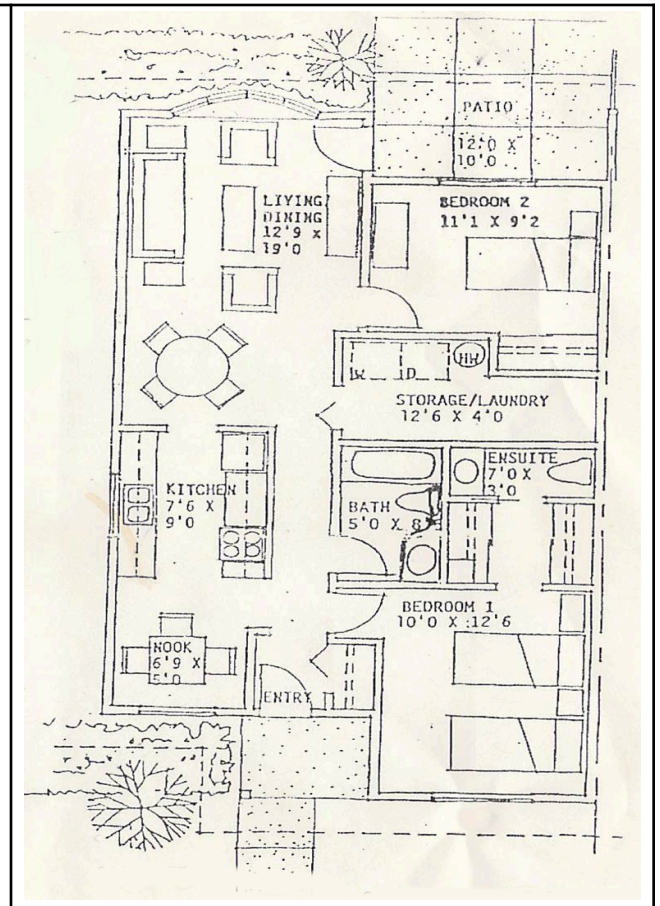 PATIO
12'0 X
10'0
BEDROOM 2
11'1 X 9'2
LIVING/
DINING
12'9 x
19'0
W
D
HW
STORAGE/LAUNDRY
12'6 X 4'0
ENSUITE
7'0 X
3'0
KITCHEN
7'6 X
9'0
BATH
5'0 X 8
BEDROOM 1
10'0 X 12'6
NOOK
6'9 X
5'0
ENTRY